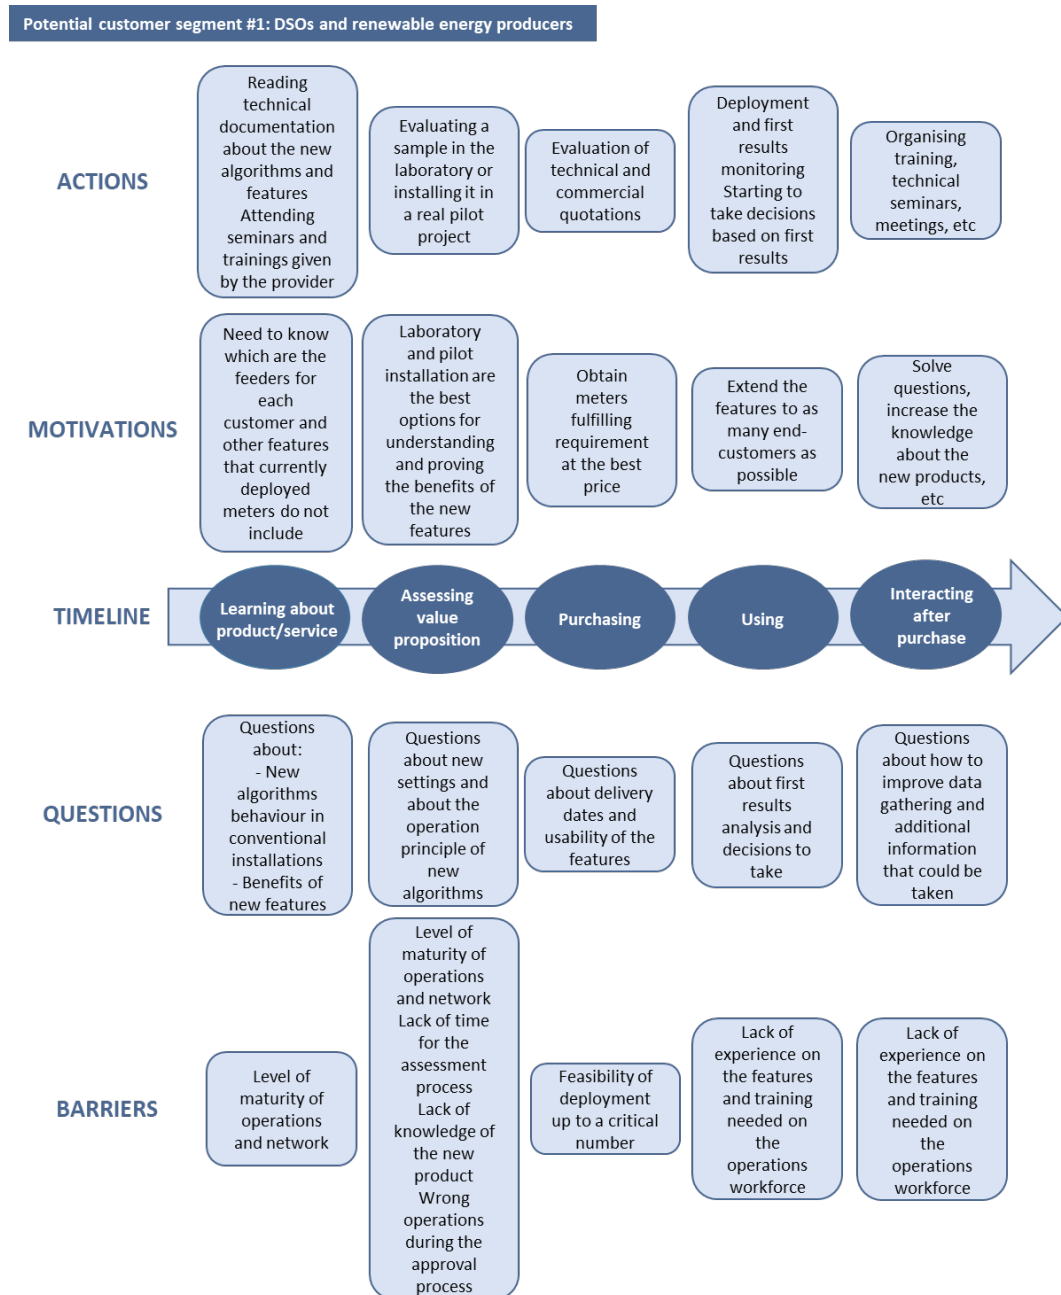 Potential customer segment #1: DSOs and renewable energy producers
ACTIONS
Reading
technical
documentation
about the new
algorithms and
features
Attending
seminars and
trainings given
by the provider
Evaluating a
sample in the
laboratory or
installing it in
a real pilot
project
Evaluation of
technical and
commercial
quotations
Deployment
and first
results
monitoring
Starting to
take decisions
based on first
results
Organising
training,
technical
seminars,
meetings, etc
MOTIVATIONS
Need to know
which are the
feeders for
each
customer and
other features
that currently
deployed
meters do not
include
Laboratory
and pilot
installation are
the best
options for
understanding
and proving
the benefits of
the new
features
Obtain
meters
fulfilling
requirement
at the best
price
Extend the
features to as
many end-
customers as
possible
Solve
questions,
increase the
knowledge
about the
new products,
etc
TIMELINE
Learning about
product/service
Assessing
value
proposition
Purchasing
Using
Interacting
after
purchase
QUESTIONS
Questions
about:
- New
algorithms
behaviour in
conventional
installations
- Benefits of
new features
Questions
about new
settings and
about the
operation
principle of
new
algorithms
Questions
about delivery
dates and
usability of the
features
Questions
about first
results
analysis and
decisions to
take
Questions
about how to
improve data
gathering and
additional
information
that could be
taken
BARRIERS
Level of
maturity of
operations
and network
Level of
maturity of
operations
and network
Lack of time
for the
assessment
process
Lack of
knowledge of
the new
product
Wrong
operations
during the
approval
process
Feasibility of
deployment
up to a critical
number
Lack of
experience on
the features
and training
needed on
the
operations
workforce
Lack of
experience on
the features
and training
needed on
the
operations
workforce